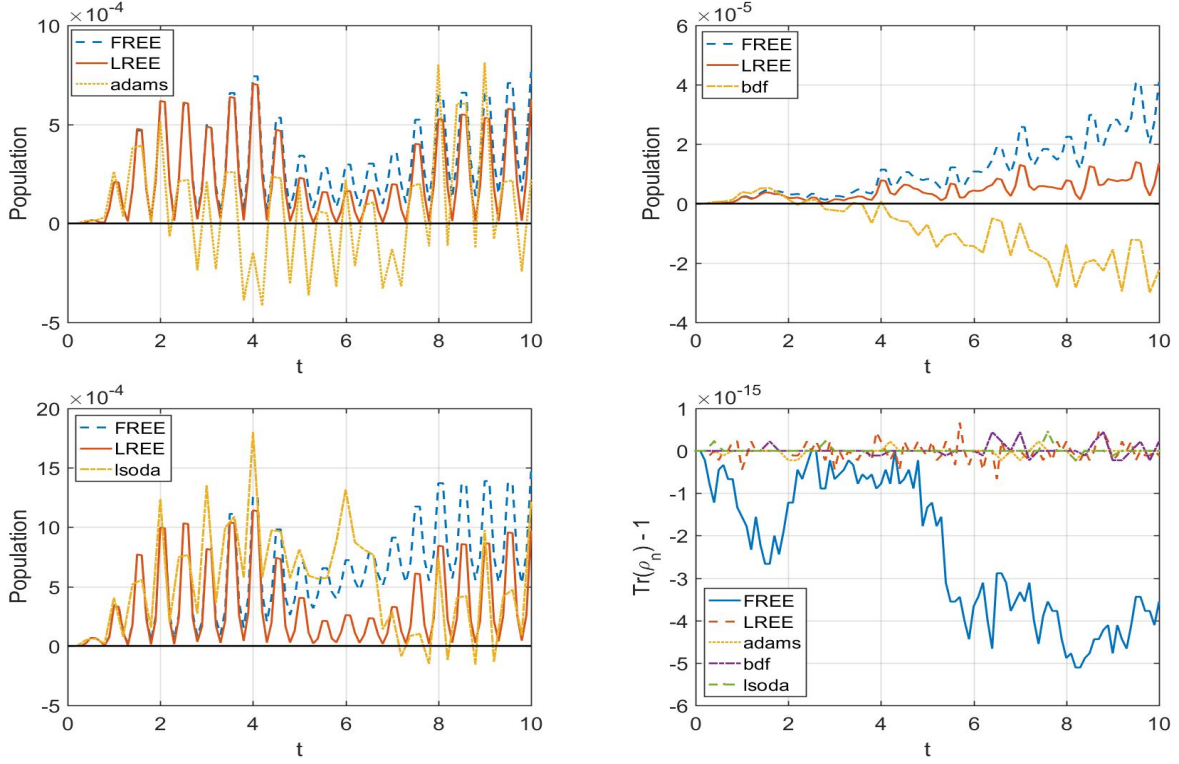 ×10-4
10
5
0
-5
Population
FREE
LREE
adams
0 2 4 6 8 10
t
×10-5
6
4
2
0
-2
-4
Population
FREE
LREE
bdf
0 2 4 6 8 10
t
×10-4
20
15
10
5
0
-5
Population
FREE
LREE
lsoda
0 2 4 6 8 10
t
×10-15
1
0
-1
-2
-3
-4
-5
-6
Tr(ρn) - 1
FREE
LREE
adams
bdf
lsoda
0 2 4 6 8 10
t